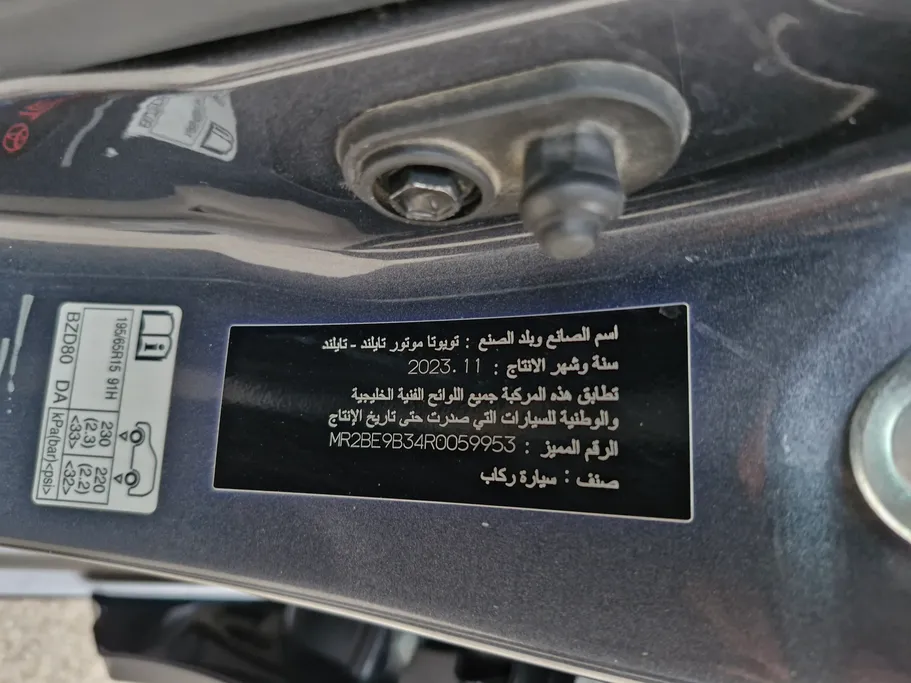 اسم الصانع وبلد الصنع : تويوتا موتور تايلند - تايلند
سنة وشهر الانتاج : 2023.11
تطابق هذه المركبة جميع اللوائح الفنية الخليجية
والوطنية للسيارات التي صدرت حتى تاريخ الإنتاج
الرقم المميز : MR2BE9B34R0059953
صنف : سيارة ركاب
195/65R15 91H
230 220
(2.3) (2.2)
<33> <32>
kPa(bar)<psi>
BZD80 DA